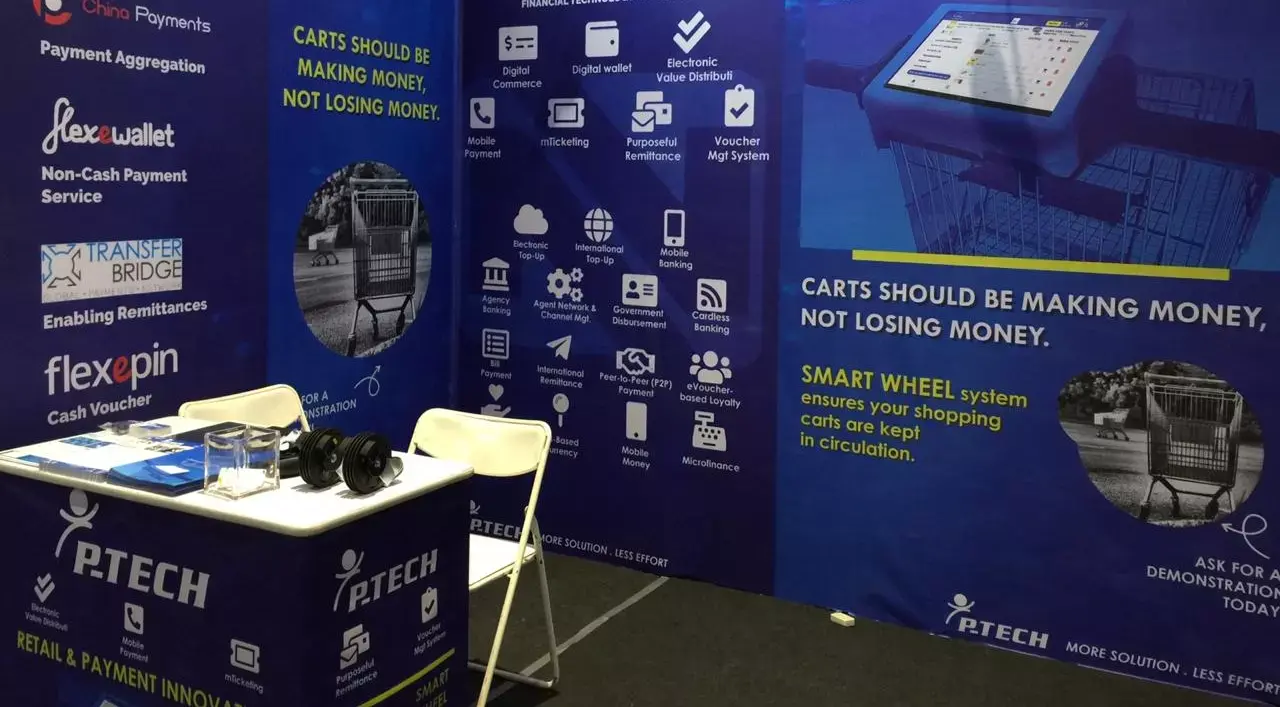 China Payments
Payment Aggregation
flexewallet
Non-Cash Payment
Service
TRANSFER
BRIDGE
GLOBAL • PAYMENTS • NETWORK
Enabling Remittances
flexepin
Cash Voucher
CARTS SHOULD BE
MAKING MONEY,
NOT LOSING MONEY.
FOR A
Digital
Commerce
Digital wallet
Electronic
Value Distributi
Mobile
Payment
mTicketing
Purposeful
Remittance
Voucher
Mgt System
Electronic
Top-Up
International
Top-Up
Mobile
Banking
Agency
Banking
Agent Network &
Channel Mgt.
Government
Disbursement
Cardless
Banking
Bill
Payment
International
Remittance
Peer-to-Peer (P2P)
Payment
eVoucher-
based Loyalty
Mobile
Money
Microfinance
P-TECH
MORE SOLUTION . LESS EFFORT
CARTS SHOULD BE MAKING MONEY,
NOT LOSING MONEY.
SMART WHEEL system
ensures your shopping
carts are kept
in circulation.
ASK FOR A
DEMONSTRATION
TODAY
P-TECH
MORE SOLUTION . LESS EFFORT
P-TECH
Electronic
Value Distributi
Mobile
Payment
mTicketing
RETAIL & PAYMENT
P-TECH
Purposeful
Remittance
Voucher
Mgt System
SMART
WHEEL